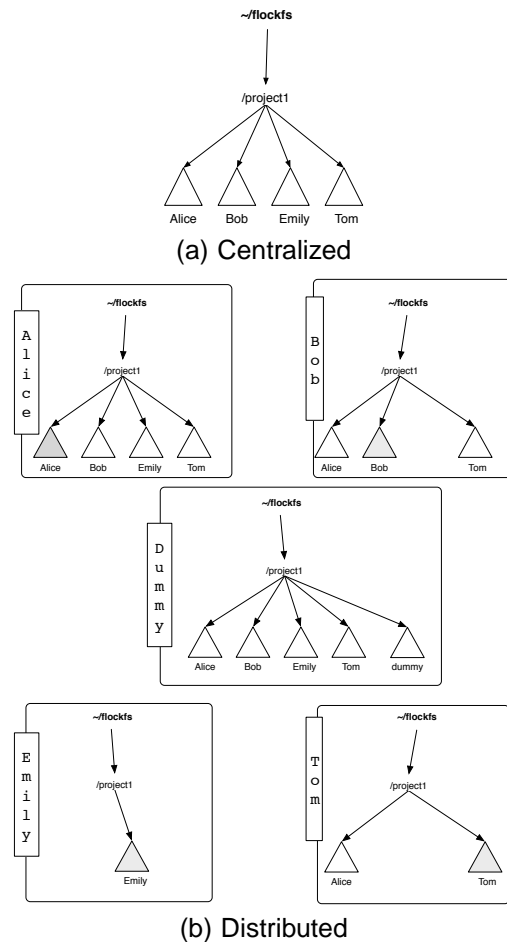 ~/flockfs
/project1
Alice Bob Emily Tom
(a) Centralized
Alice
~/flockfs
/project1
Alice Bob Emily Tom
Bob
~/flockfs
/project1
Alice Bob Tom
Dummy
~/flockfs
/project1
Alice Bob Emily Tom dummy
Emily
~/flockfs
/project1
Emily
Tom
~/flockfs
/project1
Alice Tom
(b) Distributed